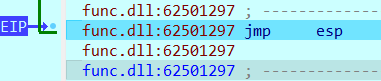 func.dll:62501297 ; -------------
EIP func.dll:62501297 jmp     esp
func.dll:62501297
func.dll:62501297 ; -------------